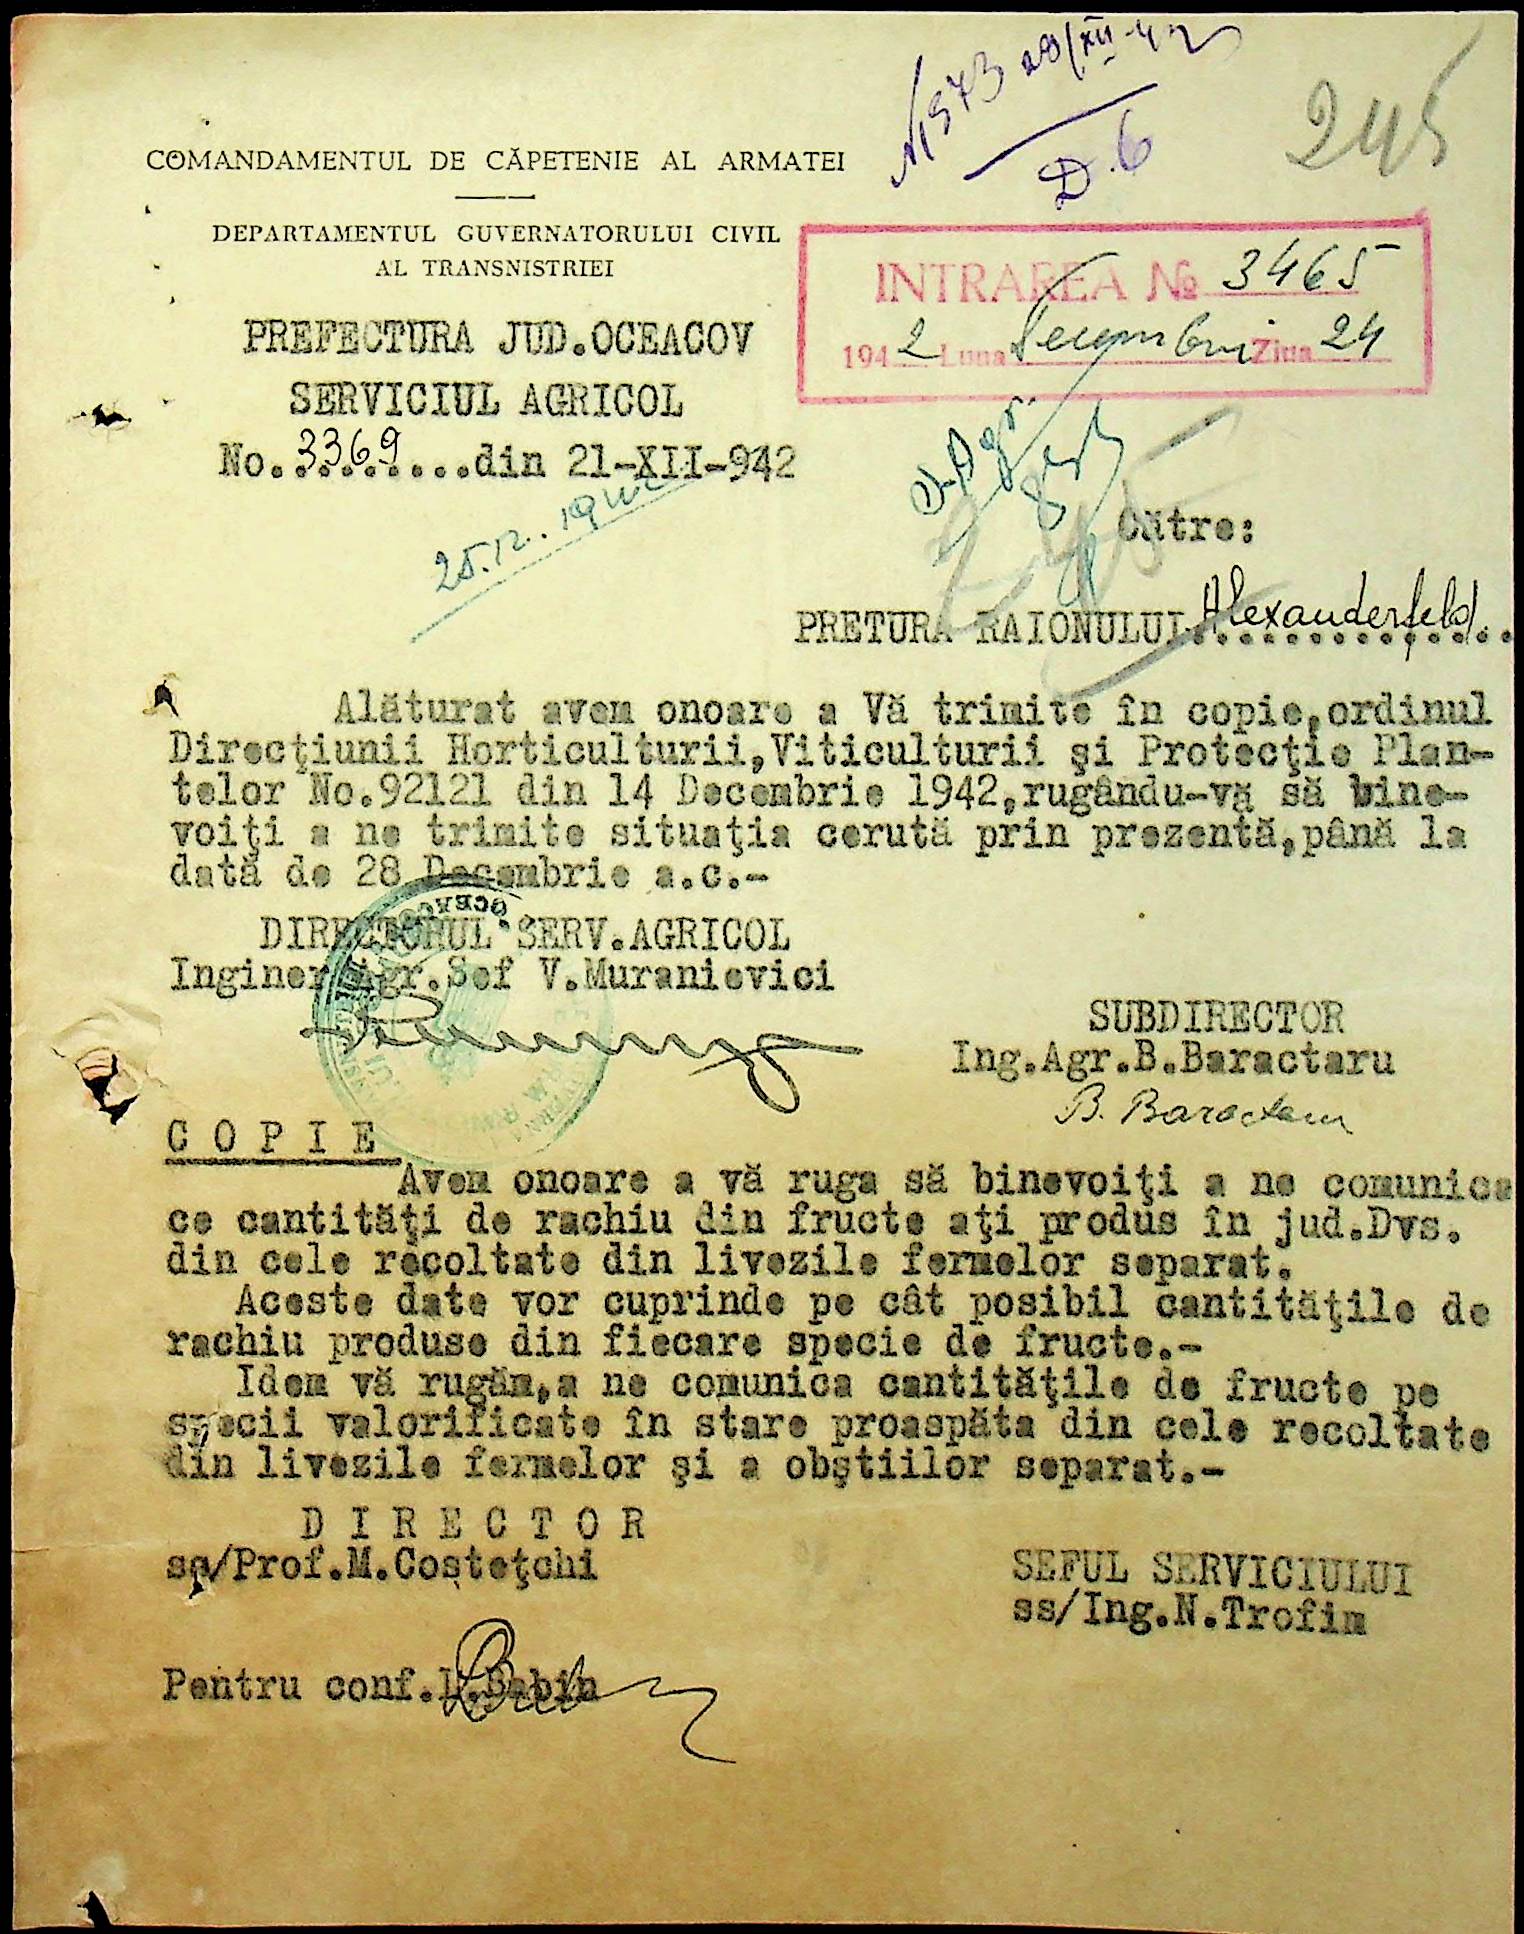 N 1973 28/XII-42
D. 6
245
COMANDAMENTUL DE CĂPETENIE AL ARMATEI
DEPARTAMENTUL GUVERNATORULUI CIVIL
AL TRANSNISTRIEI
INTRAREA № 3465
1942 Luna Decembrie Ziua 24
PREFECTURA JUD.OCEACOV
SERVICIUL AGRICOL
No.3369.....din 21-XII-942
25.12.1942
Către:
PRETURA RAIONULUI Alexanderfeld
Alăturat avem onoare a Vă trimite în copie,ordinul
Direcţiunii Horticulturii,Viticulturii şi Protecţie Plan-
telor No.92121 din 14 Decembrie 1942,rugându-vă să bine-
voiţi a ne trimite situaţia cerută prin prezentă,până la
dată de 28 Decembrie a.c.-
DIRECTORUL SERV.AGRICOL
Inginer Agr.Sef V.Muranievici
SUBDIRECTOR
Ing.Agr.B.Baractaru
B. Baractaru
C O P I E
Avem onoare a vă ruga să binevoiţi a ne comunica
ce cantităţi de rachiu din fructe aţi produs în jud.Dvs.
din cele recoltate din livezile fermelor separat.
Aceste date vor cuprinde pe cât posibil cantităţile de
rachiu produse din fiecare specie de fructe.-
Idem vă rugăm,a ne comunica cantităţile de fructe pe
specii valorificate în stare proaspăta din cele recoltate
din livezile fermelor şi a obştiilor separat.-
D I R E C T O R
ss/Prof.M.Costeţchi
SEFUL SERVICIULUI
ss/Ing.N.Trofim
Pentru conf.L.Babin